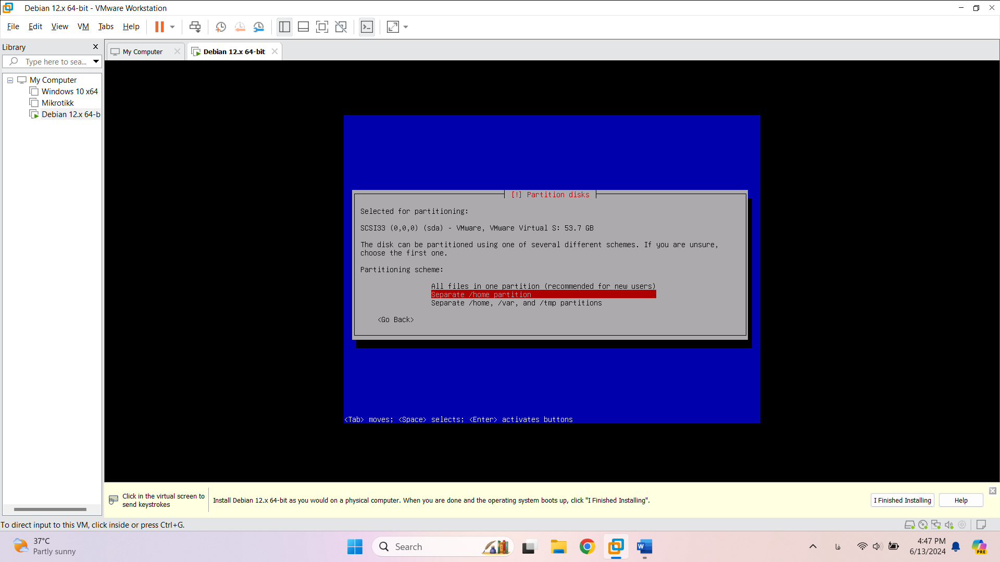 Debian 12.x 64-bit - VMware Workstation
File Edit View VM Tabs Help
Library
Type here to sea...
My Computer
Windows 10 x64
Mikrotikk
Debian 12.x 64-b
My Computer
Debian 12.x 64-bit
[!] Partition disks
Selected for partitioning:
SCSI33 (0,0,0) (sda) - VMware, VMware Virtual S: 53.7 GB
The disk can be partitioned using one of several different schemes. If you are unsure,
choose the first one.
Partitioning scheme:
All files in one partition (recommended for new users)
Separate /home partition
Separate /home, /var, and /tmp partitions
<Go Back>
<Tab> moves; <Space> selects; <Enter> activates buttons
Click in the virtual screen to
send keystrokes
Install Debian 12.x 64-bit as you would on a physical computer. When you are done and the operating system boots up, click "I Finished Installing".
I Finished Installing
Help
To direct input to this VM, click inside or press Ctrl+G.
37°C
Partly sunny
Search
W
فا
4:47 PM
6/13/2024
PRE